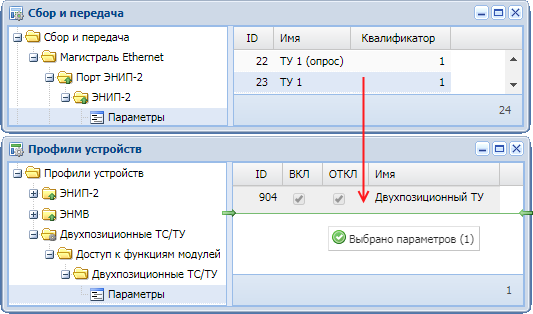 Сбор и передача
Сбор и передача
Магистраль Ethernet
Порт ЭНИП-2
ЭНИП-2
Параметры
ID Имя Квалификатор
22 ТУ 1 (опрос) 1
23 ТУ 1 1
24
Профили устройств
Профили устройств
ЭНИП-2
ЭНМВ
Двухпозиционные ТС/ТУ
Доступ к функциям модулей
Двухпозиционные ТС/ТУ
Параметры
ID ВКЛ ОТКЛ Имя
904 Двухпозиционный ТУ
Выбрано параметров (1)
1